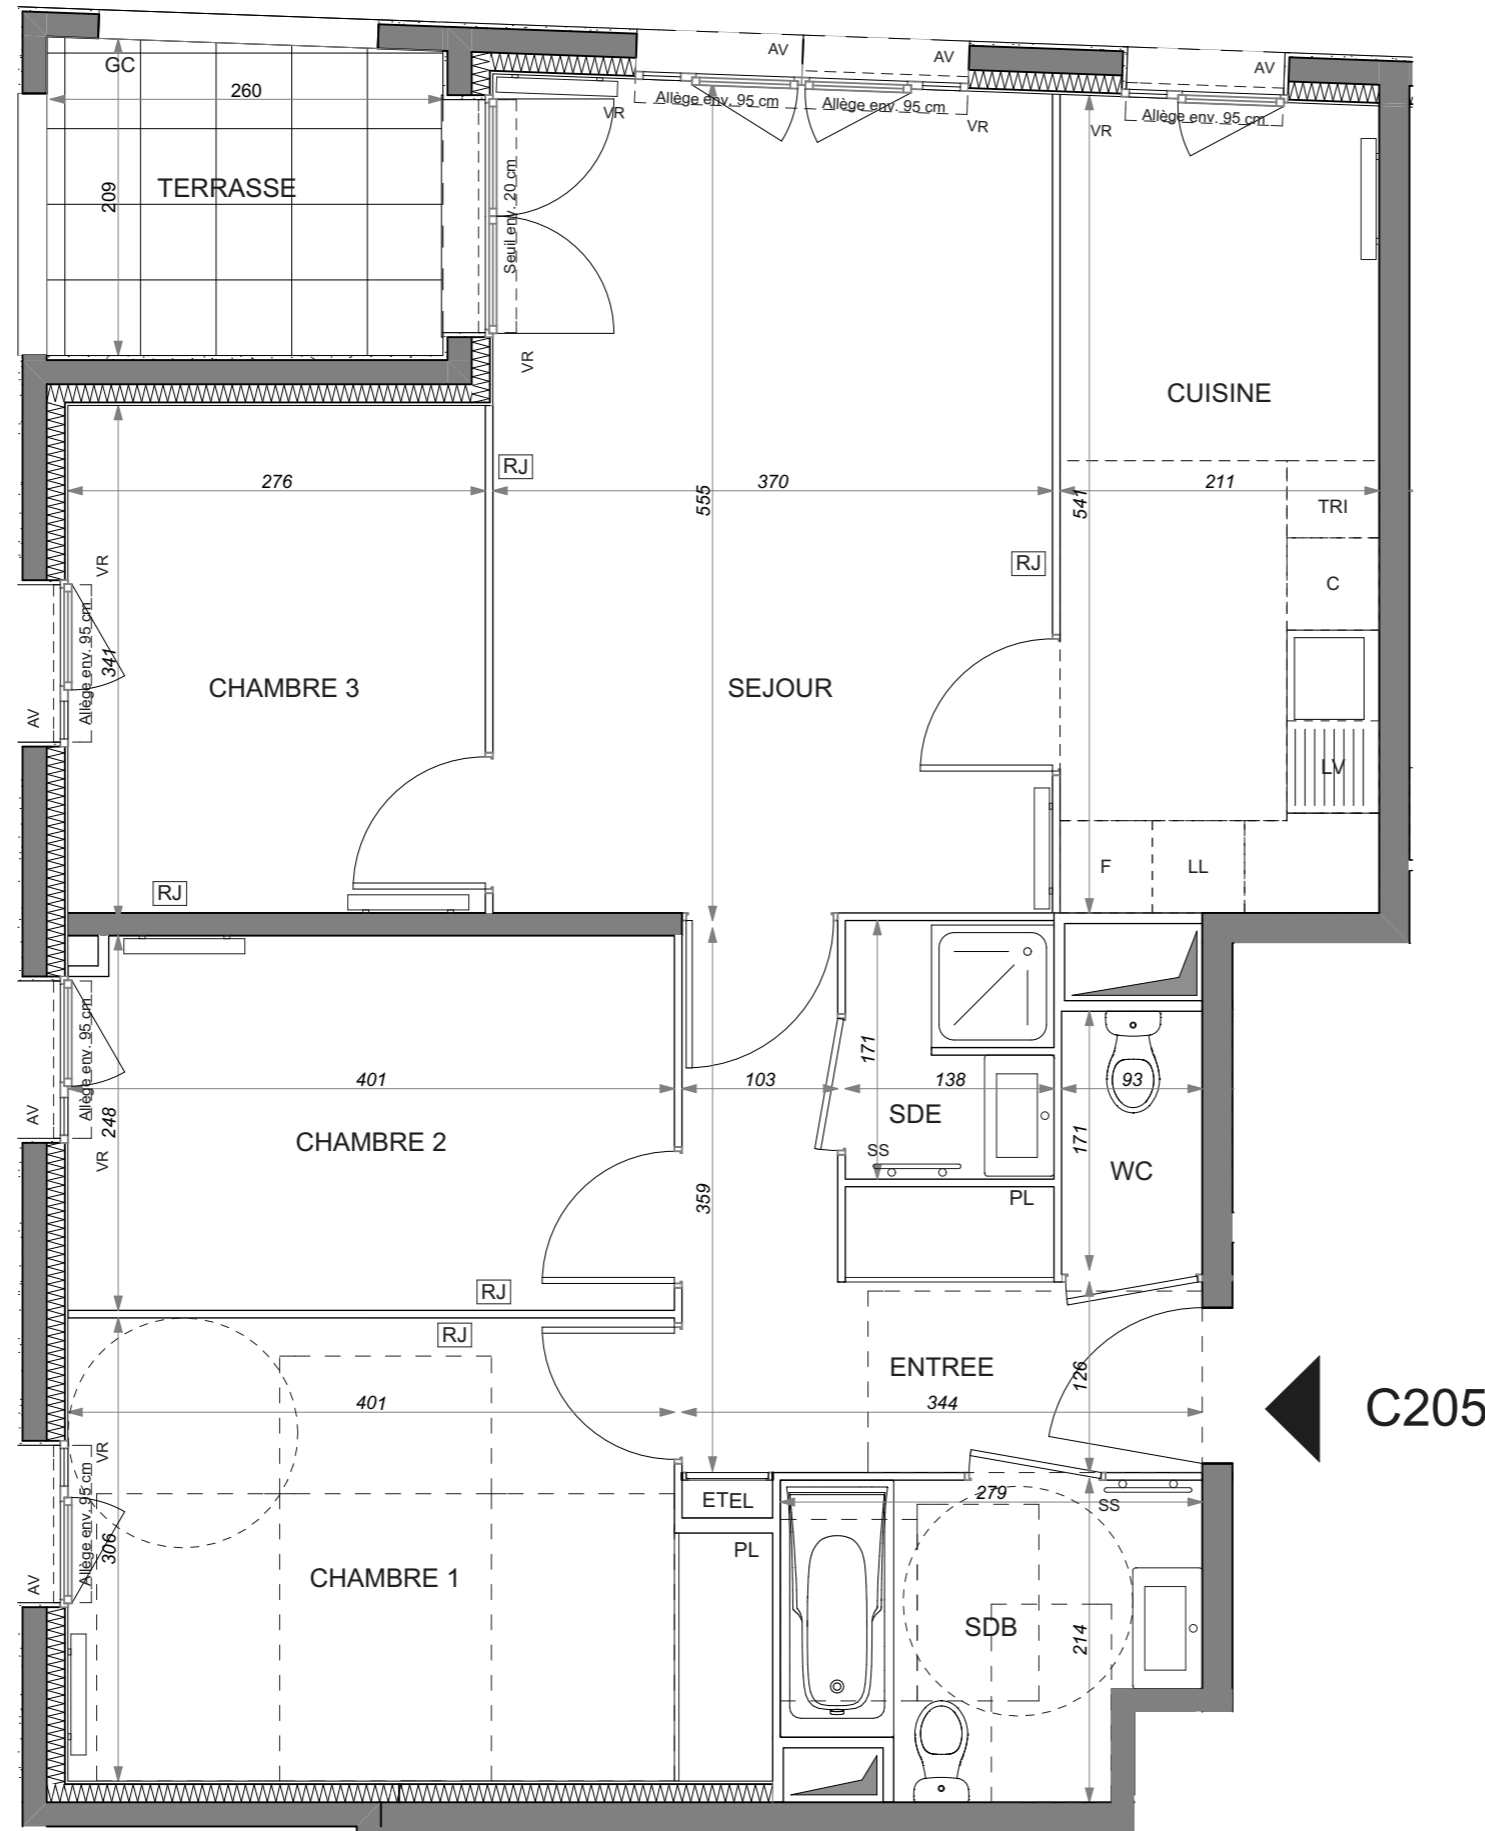 AV
AV
AV
GC
260
Allège env. 95 cm
Allège env. 95 cm
Allège env. 95 cm
VR
VR
VR
TERRASSE
209
Seuil env. 20 cm
VR
CUISINE
RJ
276
370
211
555
541
TRI
VR
RJ
C
Allège env. 95 cm
341
CHAMBRE 3
SEJOUR
AV
LV
F
LL
RJ
Allège env. 95 cm
171
401
103
138
93
AV
248
SDE
CHAMBRE 2
171
VR
SS
WC
359
PL
RJ
RJ
ENTREE
126
401
344
C205
VR
Allège env. 95 cm
ETEL
279
SS
306
PL
AV
CHAMBRE 1
SDB
214